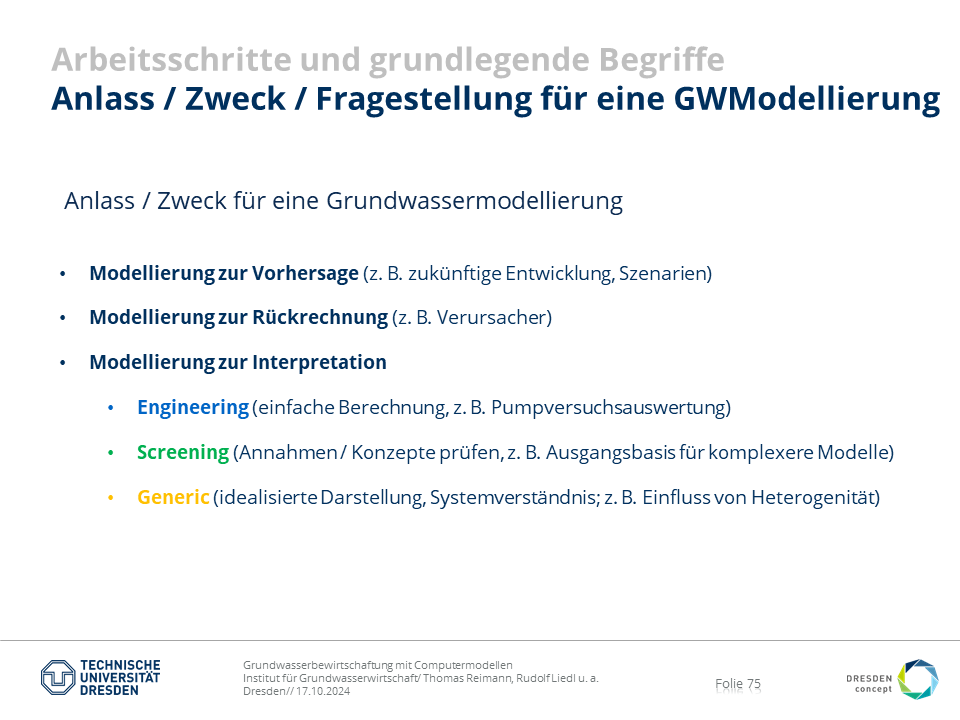 Arbeitsschritte und grundlegende Begriffe
Anlass / Zweck / Fragestellung für eine GWModellierung
Anlass / Zweck für eine Grundwassermodellierung
• Modellierung zur Vorhersage (z. B. zukünftige Entwicklung, Szenarien)
• Modellierung zur Rückrechnung (z. B. Verursacher)
• Modellierung zur Interpretation
• Engineering (einfache Berechnung, z. B. Pumpversuchsauswertung)
• Screening (Annahmen / Konzepte prüfen, z. B. Ausgangsbasis für komplexere Modelle)
• Generic (idealisierte Darstellung, Systemverständnis; z. B. Einfluss von Heterogenität)
TECHNISCHE
UNIVERSITÄT
DRESDEN
Grundwasserbewirtschaftung mit Computermodellen
Institut für Grundwasserwirtschaft/ Thomas Reimann, Rudolf Liedl u. a.
Dresden// 17.10.2024
Folie 75
DRESDEN
concept